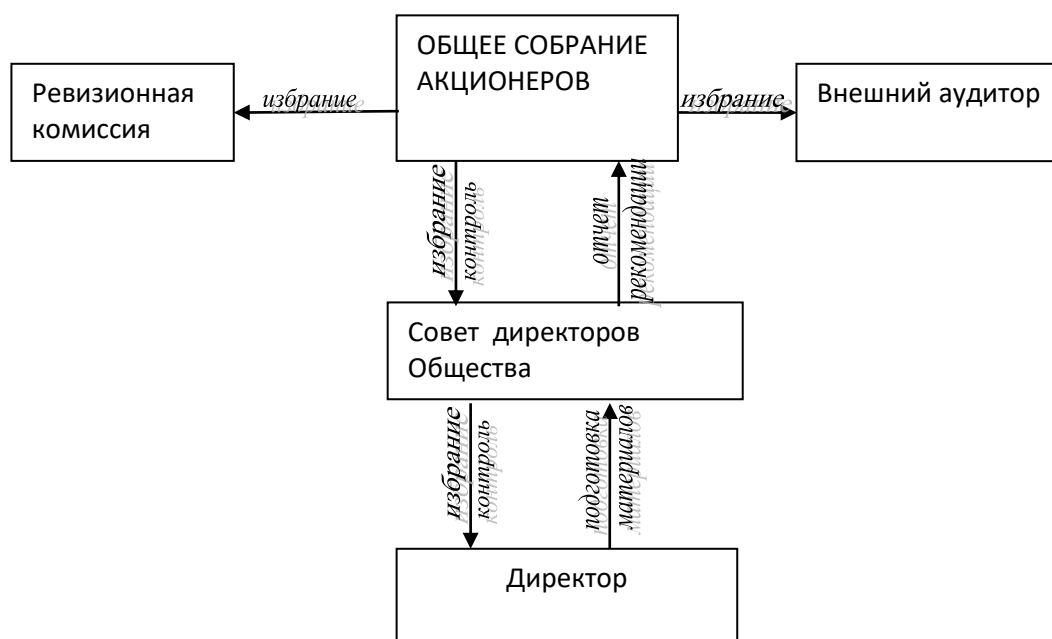 ОБЩЕЕ СОБРАНИЕ
АКЦИОНЕРОВ
Ревизионная
комиссия
избрание
избрание
Внешний аудитор
избрание
контроль
отчет
рекомендации
Совет директоров
Общества
избрание
контроль
подготовка
материалов
Директор